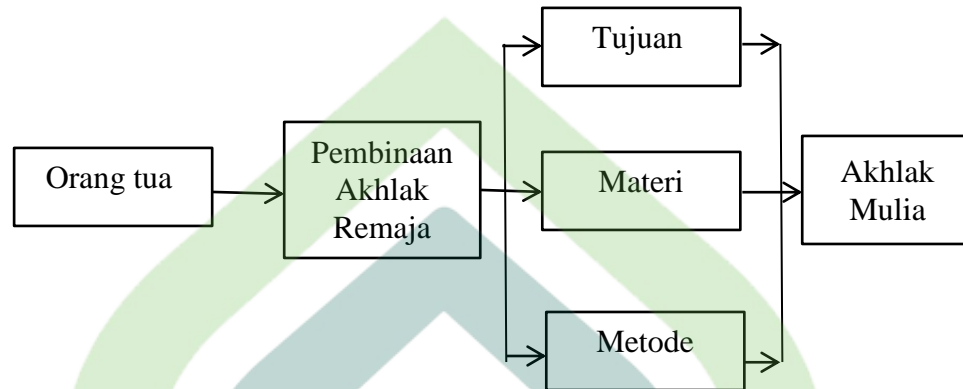 Orang tua
Pembinaan
Akhlak
Remaja
Tujuan
Materi
Metode
Akhlak
Mulia